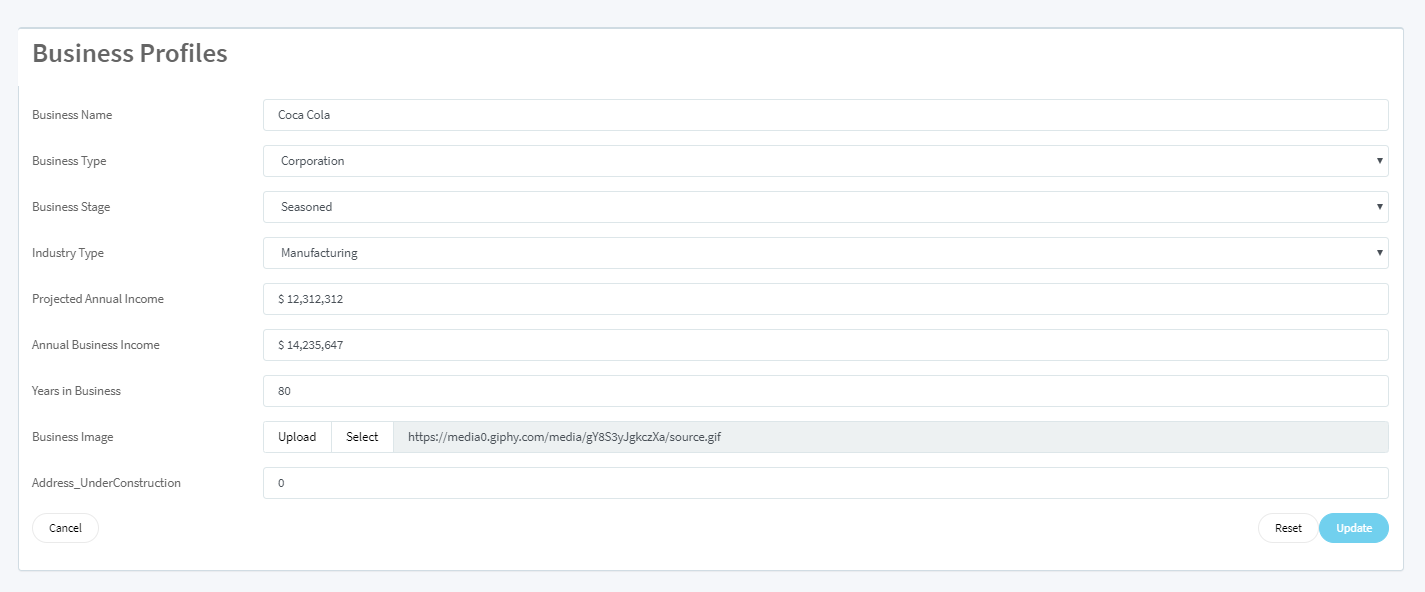 Business Profiles
Business Name Coca Cola
Business Type Corporation
Business Stage Seasoned
Industry Type Manufacturing
Projected Annual Income $ 12,312,312
Annual Business Income $ 14,235,647
Years in Business 80
Business Image Upload Select https://media0.giphy.com/media/gY8S3yJgkczXa/source.gif
Address_UnderConstruction 0
Cancel Reset Update